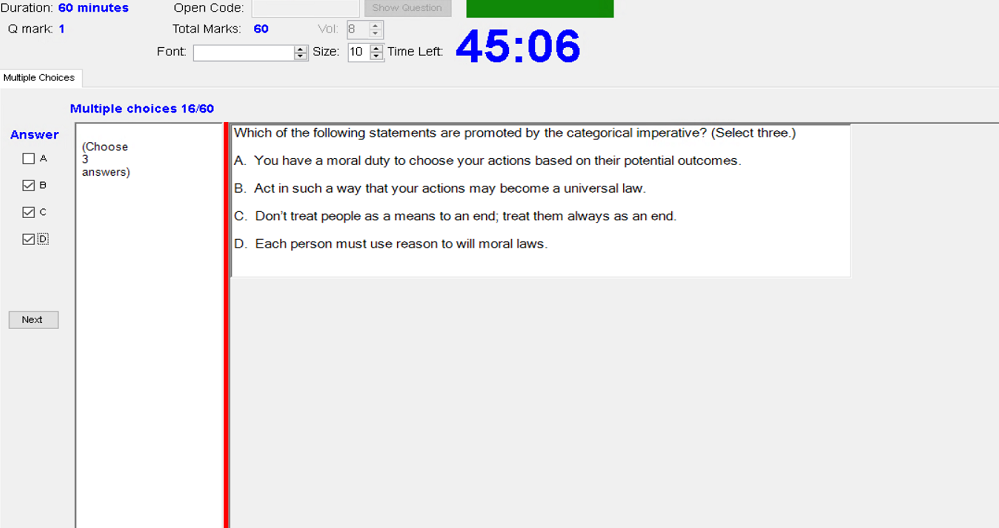 Duration: 60 minutes Open Code: Show Question
Q mark: 1 Total Marks: 60 Vol: 8
Font: Size: 10 Time Left: 45:06
Multiple Choices
Multiple choices 16/60
Answer
A
B
C
D
Next
(Choose
3
answers)
Which of the following statements are promoted by the categorical imperative? (Select three.)
A. You have a moral duty to choose your actions based on their potential outcomes.
B. Act in such a way that your actions may become a universal law.
C. Don't treat people as a means to an end; treat them always as an end.
D. Each person must use reason to will moral laws.